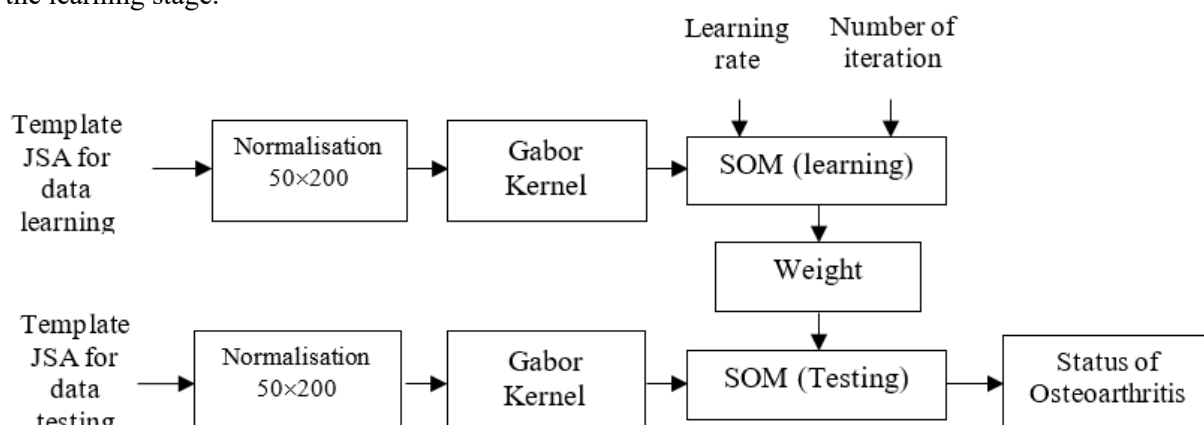 the learning stage.
Learning
rate
Number of
iteration
Template
JSA for
data
learning
Normalisation
50×200
Gabor
Kernel
SOM (learning)
Weight
Template
JSA for
data
testing
Normalisation
50×200
Gabor
Kernel
SOM (Testing)
Status of
Osteoarthritis